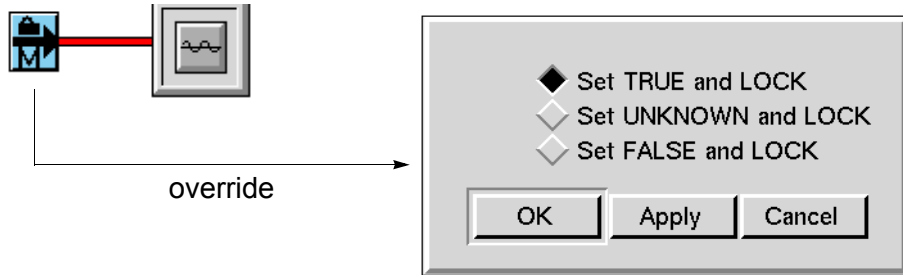 M
Set TRUE and LOCK
Set UNKNOWN and LOCK
Set FALSE and LOCK
override
OK Apply Cancel